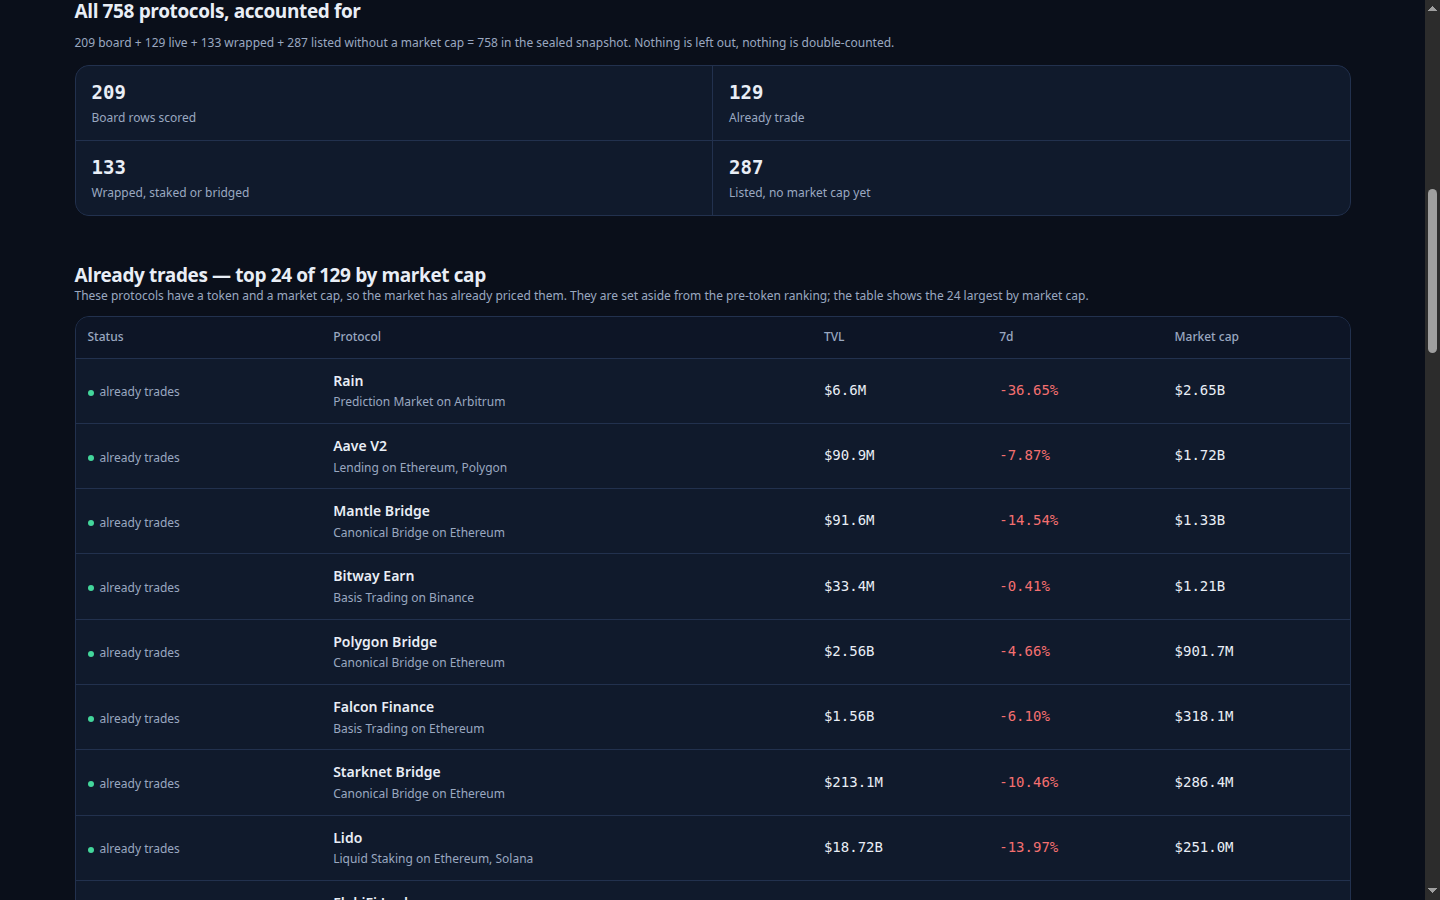 All 758 protocols, accounted for
209 board + 129 live + 133 wrapped + 287 listed without a market cap = 758 in the sealed snapshot. Nothing is left out, nothing is double-counted.
209
Board rows scored
129
Already trade
133
Wrapped, staked or bridged
287
Listed, no market cap yet
Already trades — top 24 of 129 by market cap
These protocols have a token and a market cap, so the market has already priced them. They are set aside from the pre-token ranking; the table shows the 24 largest by market cap.
Status Protocol TVL 7d Market cap
already trades Rain $6.6M -36.65% $2.65B
Prediction Market on Arbitrum
already trades Aave V2 $90.9M -7.87% $1.72B
Lending on Ethereum, Polygon
already trades Mantle Bridge $91.6M -14.54% $1.33B
Canonical Bridge on Ethereum
already trades Bitway Earn $33.4M -0.41% $1.21B
Basis Trading on Binance
already trades Polygon Bridge $2.56B -4.66% $901.7M
Canonical Bridge on Ethereum
already trades Falcon Finance $1.56B -6.10% $318.1M
Basis Trading on Ethereum
already trades Starknet Bridge $213.1M -10.46% $286.4M
Canonical Bridge on Ethereum
already trades Lido $18.72B -13.97% $251.0M
Liquid Staking on Ethereum, Solana